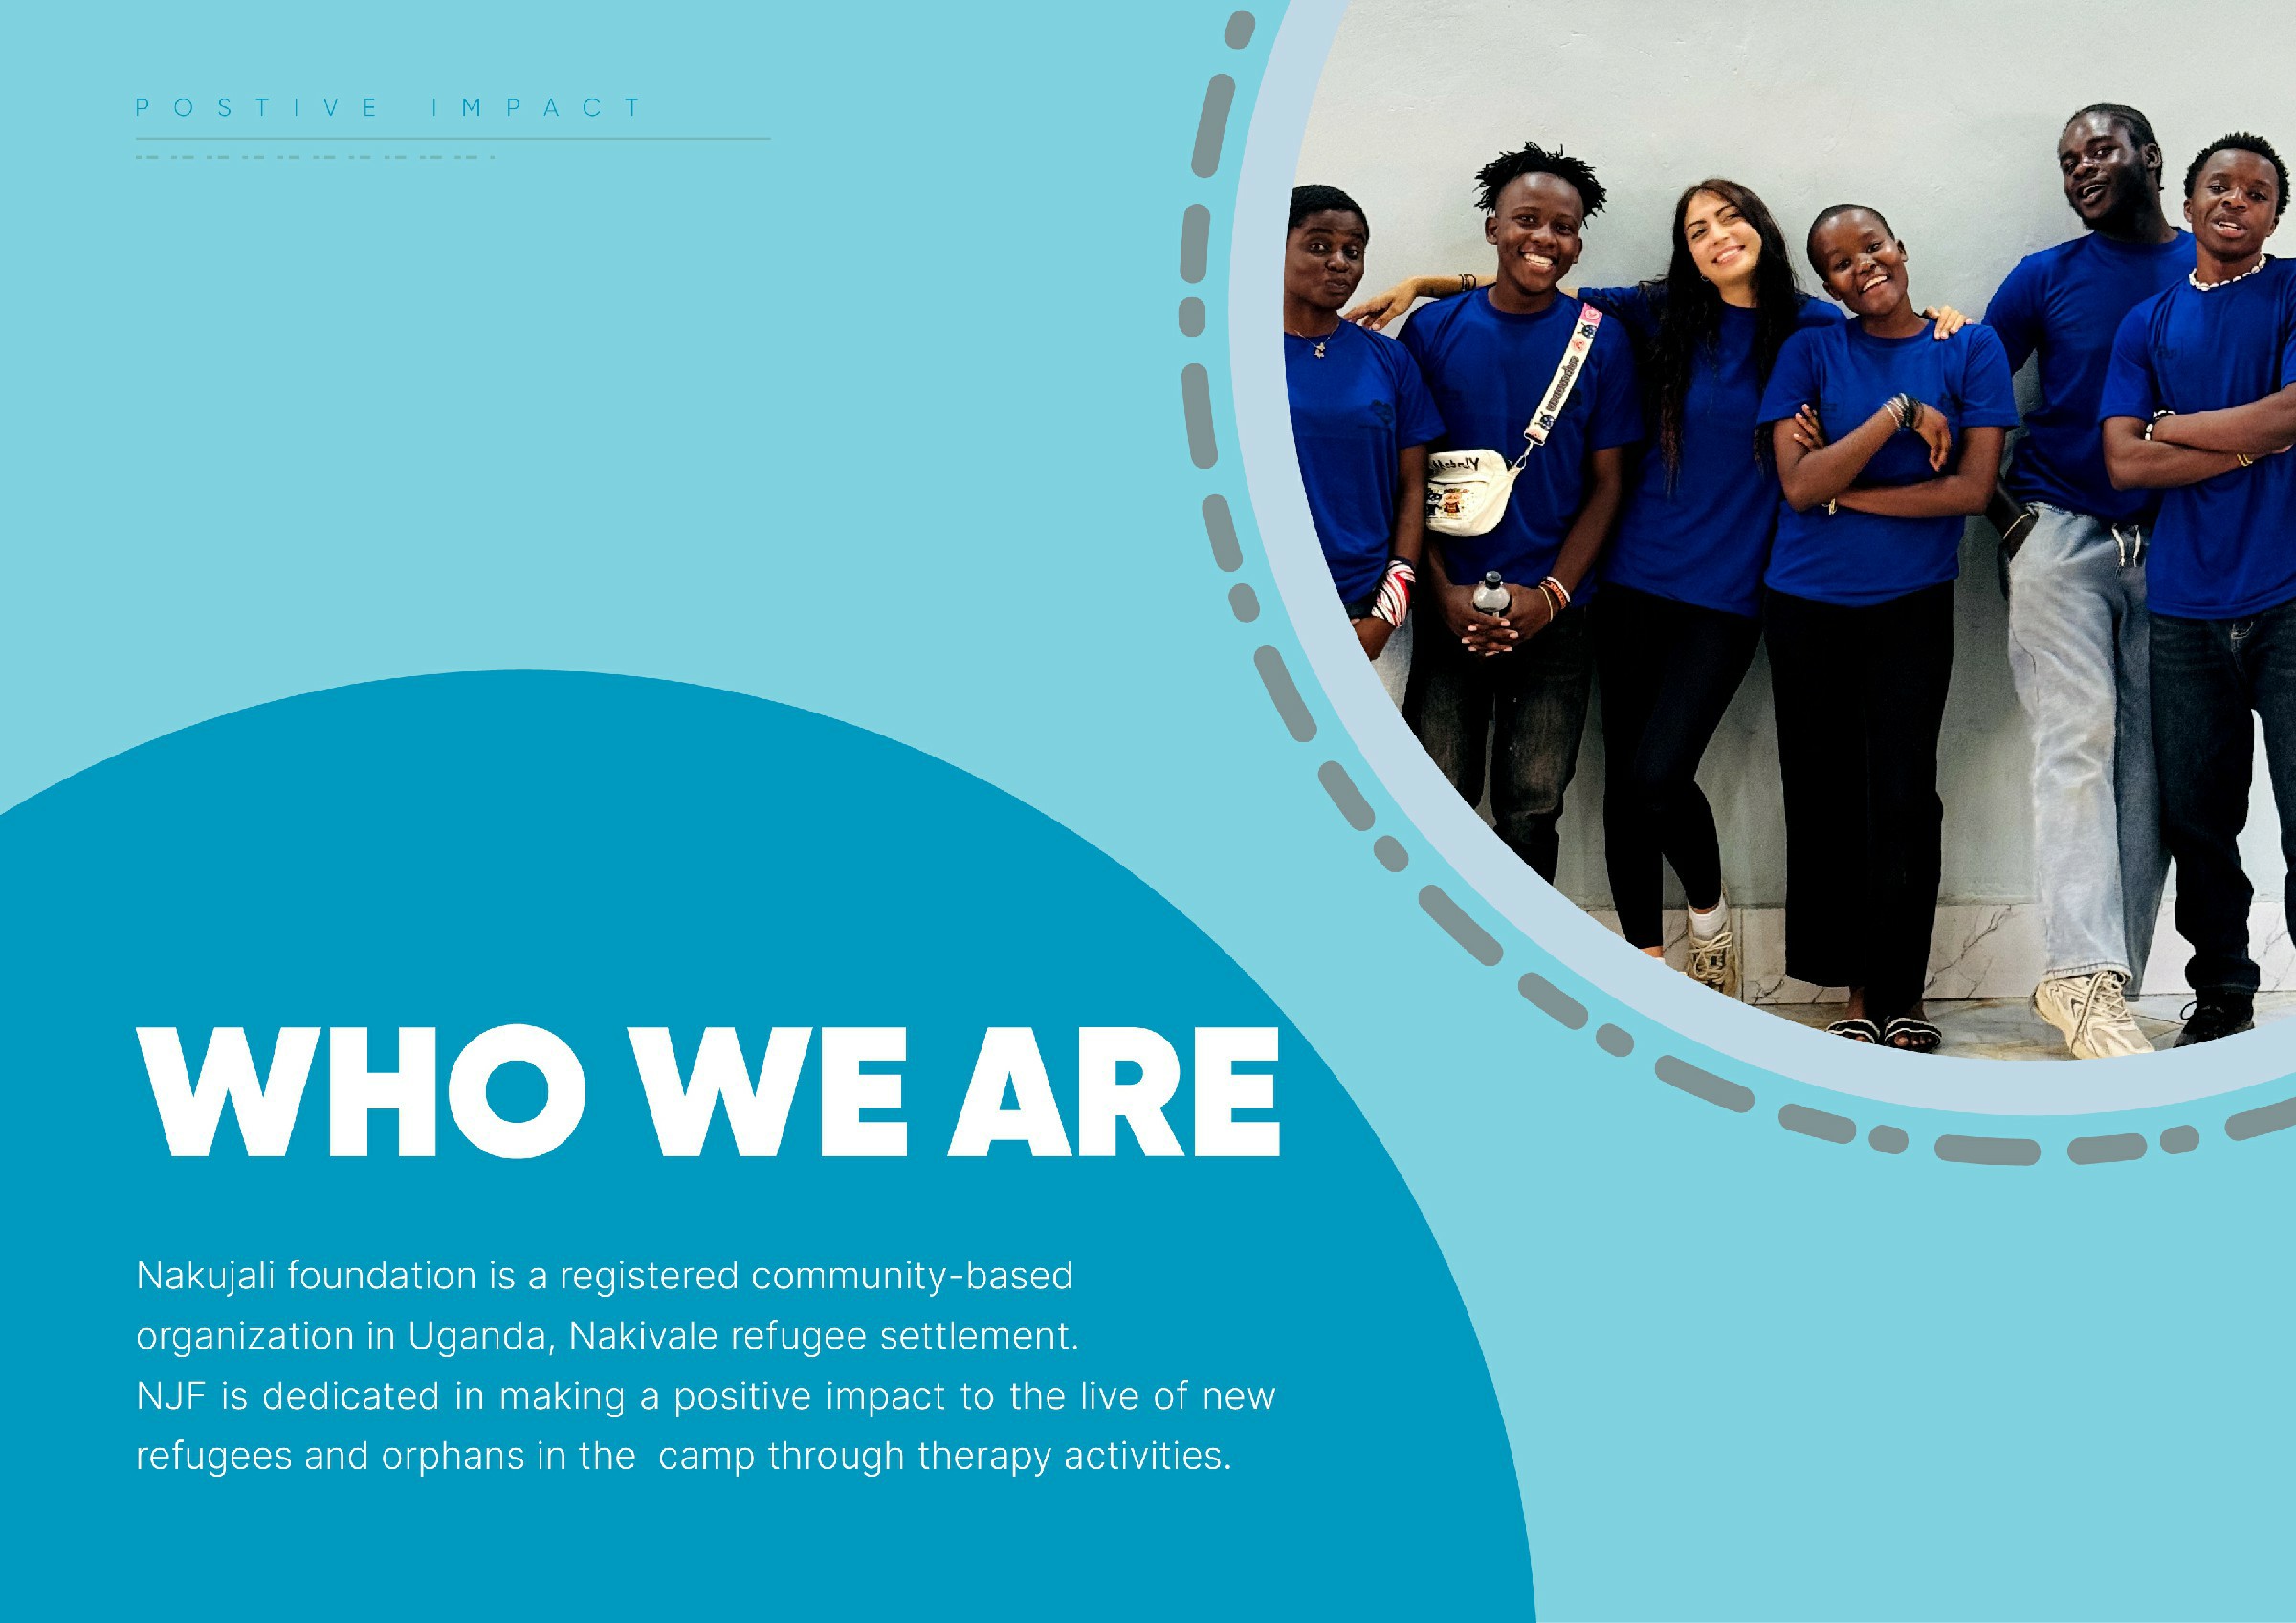 POSTIVE IMPACT
WHO WE ARE
Nakujali foundation is a registered community-based
organization in Uganda, Nakivale refugee settlement.
NJF is dedicated in making a positive impact to the live of new
refugees and orphans in the camp through therapy activities.